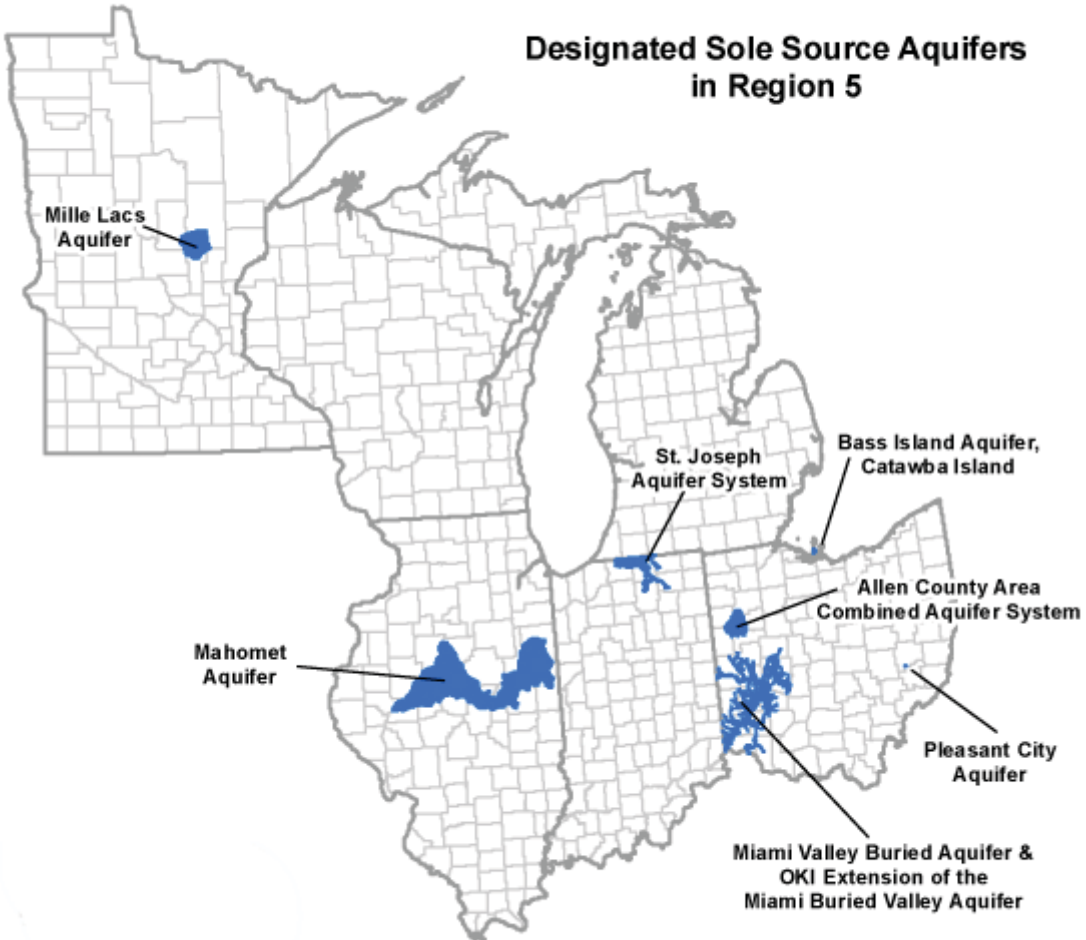 Designated Sole Source Aquifers
in Region 5
Mille Lacs
Aquifer
St. Joseph
Aquifer System
Bass Island Aquifer,
Catawba Island
Allen County Area
Combined Aquifer System
Mahomet
Aquifer
Pleasant City
Aquifer
Miami Valley Buried Aquifer &
OKI Extension of the
Miami Buried Valley Aquifer